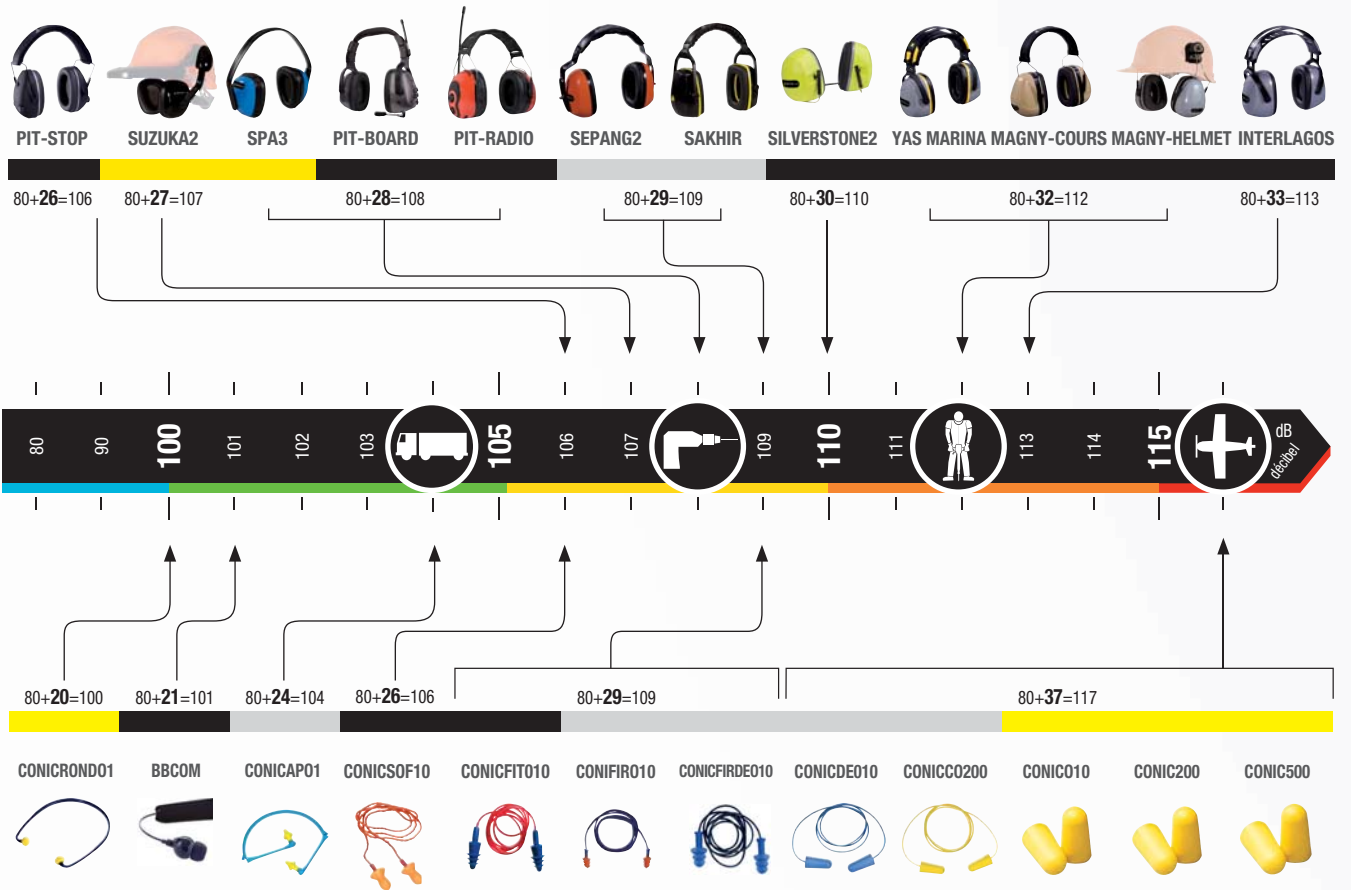 PIT-STOP SUZUKA2 SPA3 PIT-BOARD PIT-RADIO SEPANG2 SAKHIR SILVERSTONE2 YAS MARINA MAGNY-COURS MAGNY-HELMET INTERLAGOS
80+26=106 80+27=107 80+28=108 80+29=109 80+30=110 80+32=112 80+33=113
80 90 100 101 102 103 105 106 107 109 110 111 113 114 115 dB
décibel
80+20=100 80+21=101 80+24=104 80+26=106 80+29=109 80+37=117
CONICRONDO1 BBCOM CONICAP01 CONICSOF10 CONICFIT010 CONIFIR010 CONICFIRDE010 CONICDE010 CONICCO200 CONICO10 CONIC200 CONIC500